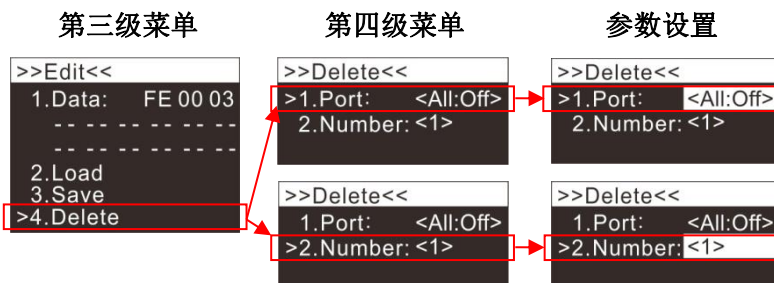 第三级菜单
第四级菜单
参数设置
>>Edit<<
1.Data: FE 00 03
-- -- -- -- -- --
-- -- -- -- -- --
2.Load
3.Save
>4.Delete
>>Delete<<
>1.Port: <All:Off>
2.Number: <1>
>>Delete<<
1.Port: <All:Off>
>2.Number: <1>
>>Delete<<
>1.Port: <All:Off>
2.Number: <1>
>>Delete<<
1.Port: <All:Off>
>2.Number: <1>